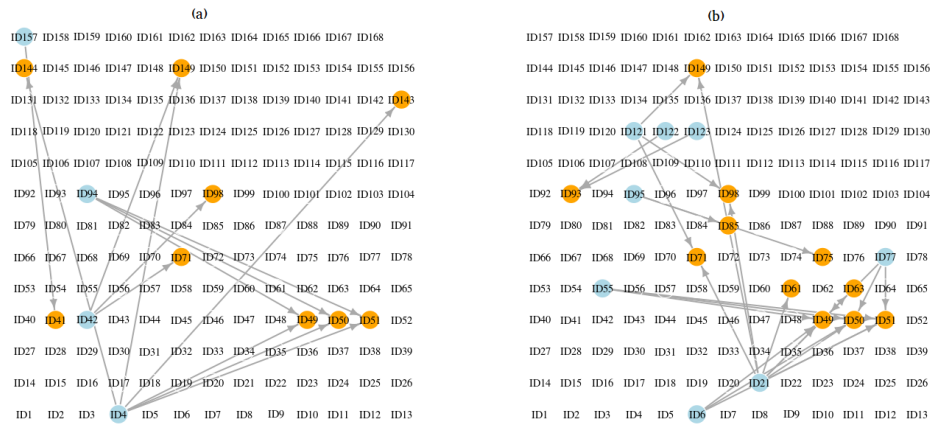 (a)
ID157 ID158 ID159 ID160 ID161 ID162 ID163 ID164 ID165 ID166 ID167 ID168
ID144 ID145 ID146 ID147 ID148 ID149 ID150 ID151 ID152 ID153 ID154 ID155 ID156
ID131 ID132 ID133 ID134 ID135 ID136 ID137 ID138 ID139 ID140 ID141 ID142 ID143
ID118 ID119 ID120 ID121 ID122 ID123 ID124 ID125 ID126 ID127 ID128 ID129 ID130
ID105 ID106 ID107 ID108 ID109 ID110 ID111 ID112 ID113 ID114 ID115 ID116 ID117
ID92 ID93 ID94 ID95 ID96 ID97 ID98 ID99 ID100 ID101 ID102 ID103 ID104
ID79 ID80 ID81 ID82 ID83 ID84 ID85 ID86 ID87 ID88 ID89 ID90 ID91
ID66 ID67 ID68 ID69 ID70 ID71 ID72 ID73 ID74 ID75 ID76 ID77 ID78
ID53 ID54 ID55 ID56 ID57 ID58 ID59 ID60 ID61 ID62 ID63 ID64 ID65
ID40 ID41 ID42 ID43 ID44 ID45 ID46 ID47 ID48 ID49 ID50 ID51 ID52
ID27 ID28 ID29 ID30 ID31 ID32 ID33 ID34 ID35 ID36 ID37 ID38 ID39
ID14 ID15 ID16 ID17 ID18 ID19 ID20 ID21 ID22 ID23 ID24 ID25 ID26
ID1 ID2 ID3 ID4 ID5 ID6 ID7 ID8 ID9 ID10 ID11 ID12 ID13
(b)
ID157 ID158 ID159 ID160 ID161 ID162 ID163 ID164 ID165 ID166 ID167 ID168
ID144 ID145 ID146 ID147 ID148 ID149 ID150 ID151 ID152 ID153 ID154 ID155 ID156
ID131 ID132 ID133 ID134 ID135 ID136 ID137 ID138 ID139 ID140 ID141 ID142 ID143
ID118 ID119 ID120 ID121 ID122 ID123 ID124 ID125 ID126 ID127 ID128 ID129 ID130
ID105 ID106 ID107 ID108 ID109 ID110 ID111 ID112 ID113 ID114 ID115 ID116 ID117
ID92 ID93 ID94 ID95 ID96 ID97 ID98 ID99 ID100 ID101 ID102 ID103 ID104
ID79 ID80 ID81 ID82 ID83 ID84 ID85 ID86 ID87 ID88 ID89 ID90 ID91
ID66 ID67 ID68 ID69 ID70 ID71 ID72 ID73 ID74 ID75 ID76 ID77 ID78
ID53 ID54 ID55 ID56 ID57 ID58 ID59 ID60 ID61 ID62 ID63 ID64 ID65
ID40 ID41 ID42 ID43 ID44 ID45 ID46 ID47 ID48 ID49 ID50 ID51 ID52
ID27 ID28 ID29 ID30 ID31 ID32 ID33 ID34 ID35 ID36 ID37 ID38 ID39
ID14 ID15 ID16 ID17 ID18 ID19 ID20 ID21 ID22 ID23 ID24 ID25 ID26
ID1 ID2 ID3 ID4 ID5 ID6 ID7 ID8 ID9 ID10 ID11 ID12 ID13